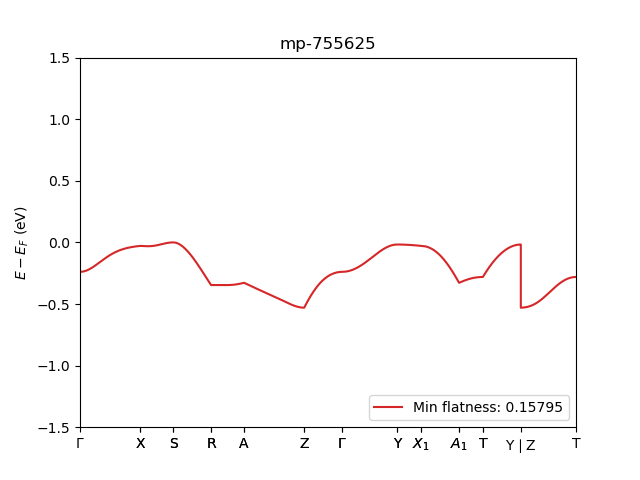 mp-755625
1.5
1.0
0.5
0.0
−0.5
−1.0
−1.5
E − E_F (eV)
Γ X S R A Z Γ Y X_1 A_1 T Y | Z T
Min flatness: 0.15795